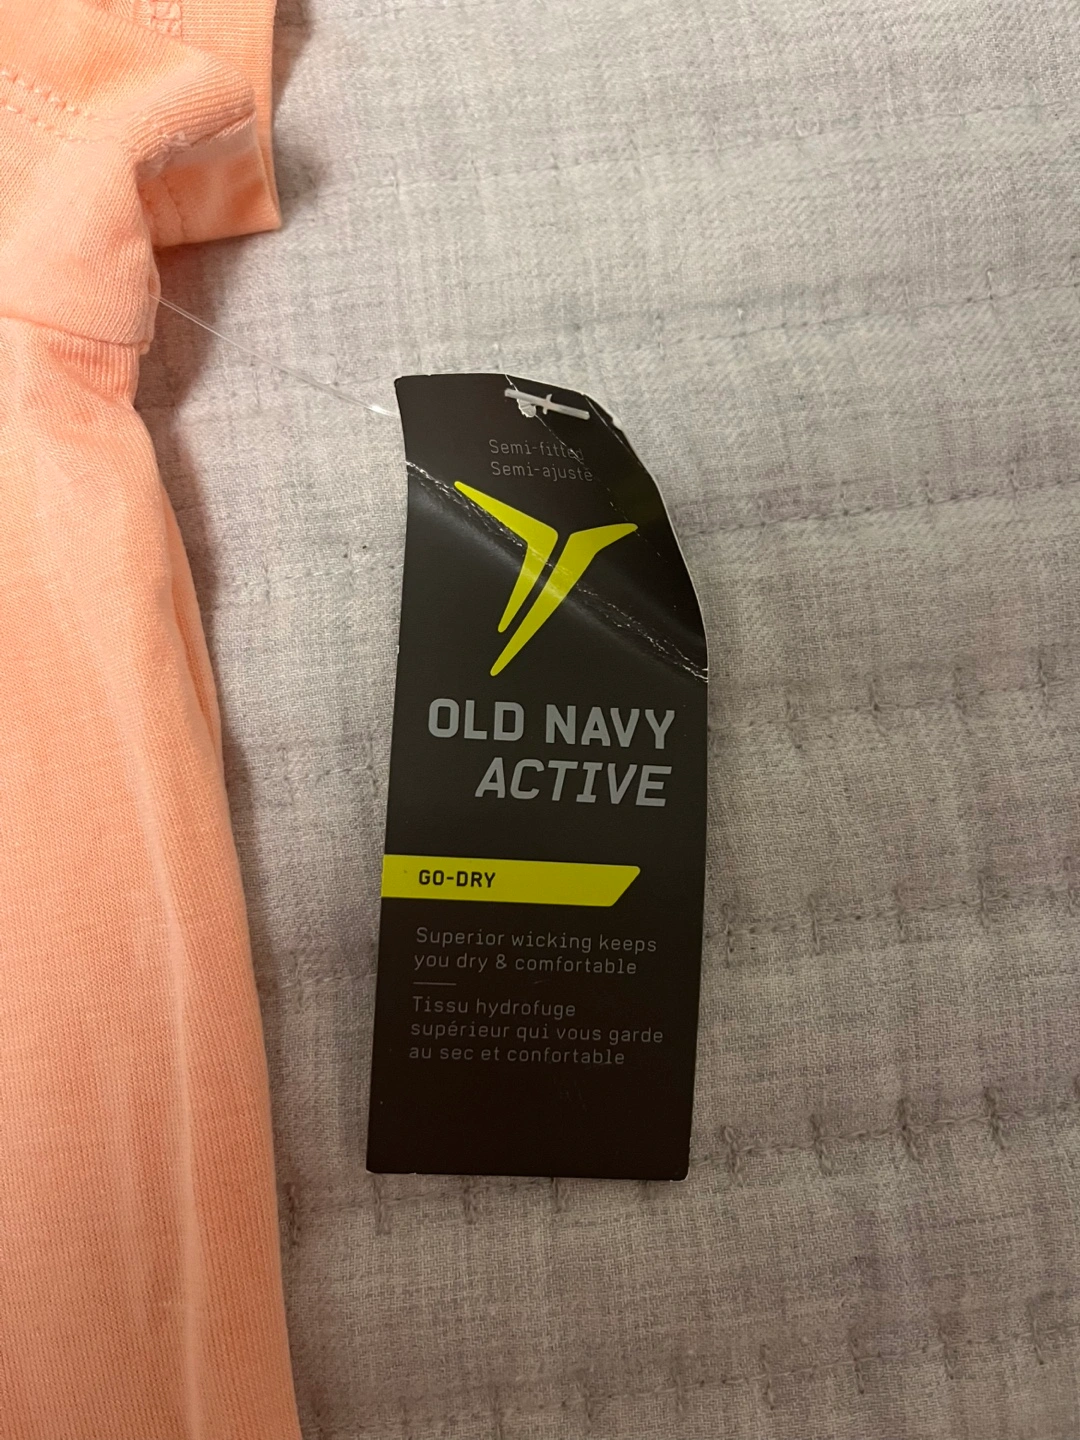 Semi-fitted
Semi-ajusté
OLD NAVY
ACTIVE
GO-DRY
Superior wicking keeps
you dry & comfortable
Tissu hydrofuge
supérieur qui vous garde
au sec et confortable